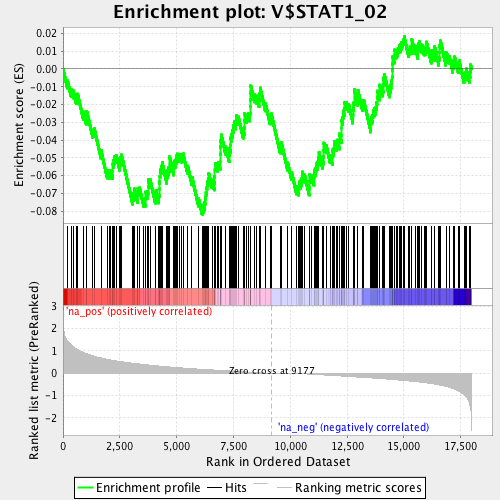 Enrichment plot: V$STAT1_02
Enrichment score (ES)
0.02
0.01
0.00
-0.01
-0.02
-0.03
-0.04
-0.05
-0.06
-0.07
-0.08
'na_pos' (positively correlated)
Ranked list metric (PreRanked)
3
2
1
0
-1
-2
Zero cross at 9177
'na_neg' (negatively correlated)
0
2,500
5,000
7,500
10,000
12,500
15,000
17,500
Rank in Ordered Dataset
Enrichment profile
Hits
Ranking metric scores